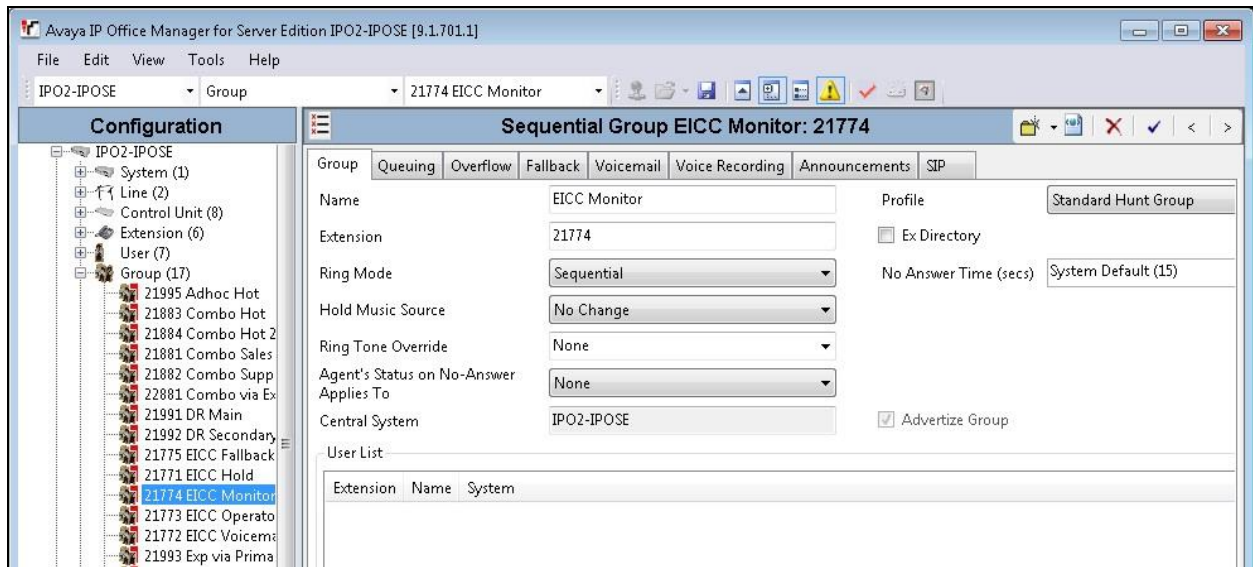 Avaya IP Office Manager for Server Edition IPO2-IPOSE [9.1.701.1]
File Edit View Tools Help
IPO2-IPOSE Group 21774 EICC Monitor
Configuration
IPO2-IPOSE
System (1)
Line (2)
Control Unit (8)
Extension (6)
User (7)
Group (17)
21995 Adhoc Hot
21883 Combo Hot
21884 Combo Hot 2
21881 Combo Sales
21882 Combo Supp
22881 Combo via Ex
21991 DR Main
21992 DR Secondary
21775 EICC Fallback
21771 EICC Hold
21774 EICC Monitor
21773 EICC Operato
21772 EICC Voicema
21993 Exp via Prima
Sequential Group EICC Monitor: 21774
Group Queuing Overflow Fallback Voicemail Voice Recording Announcements SIP
Name EICC Monitor Profile Standard Hunt Group
Extension 21774 Ex Directory
Ring Mode Sequential No Answer Time (secs) System Default (15)
Hold Music Source No Change
Ring Tone Override None
Agent's Status on No-Answer
Applies To None
Central System IPO2-IPOSE Advertize Group
User List
Extension Name System